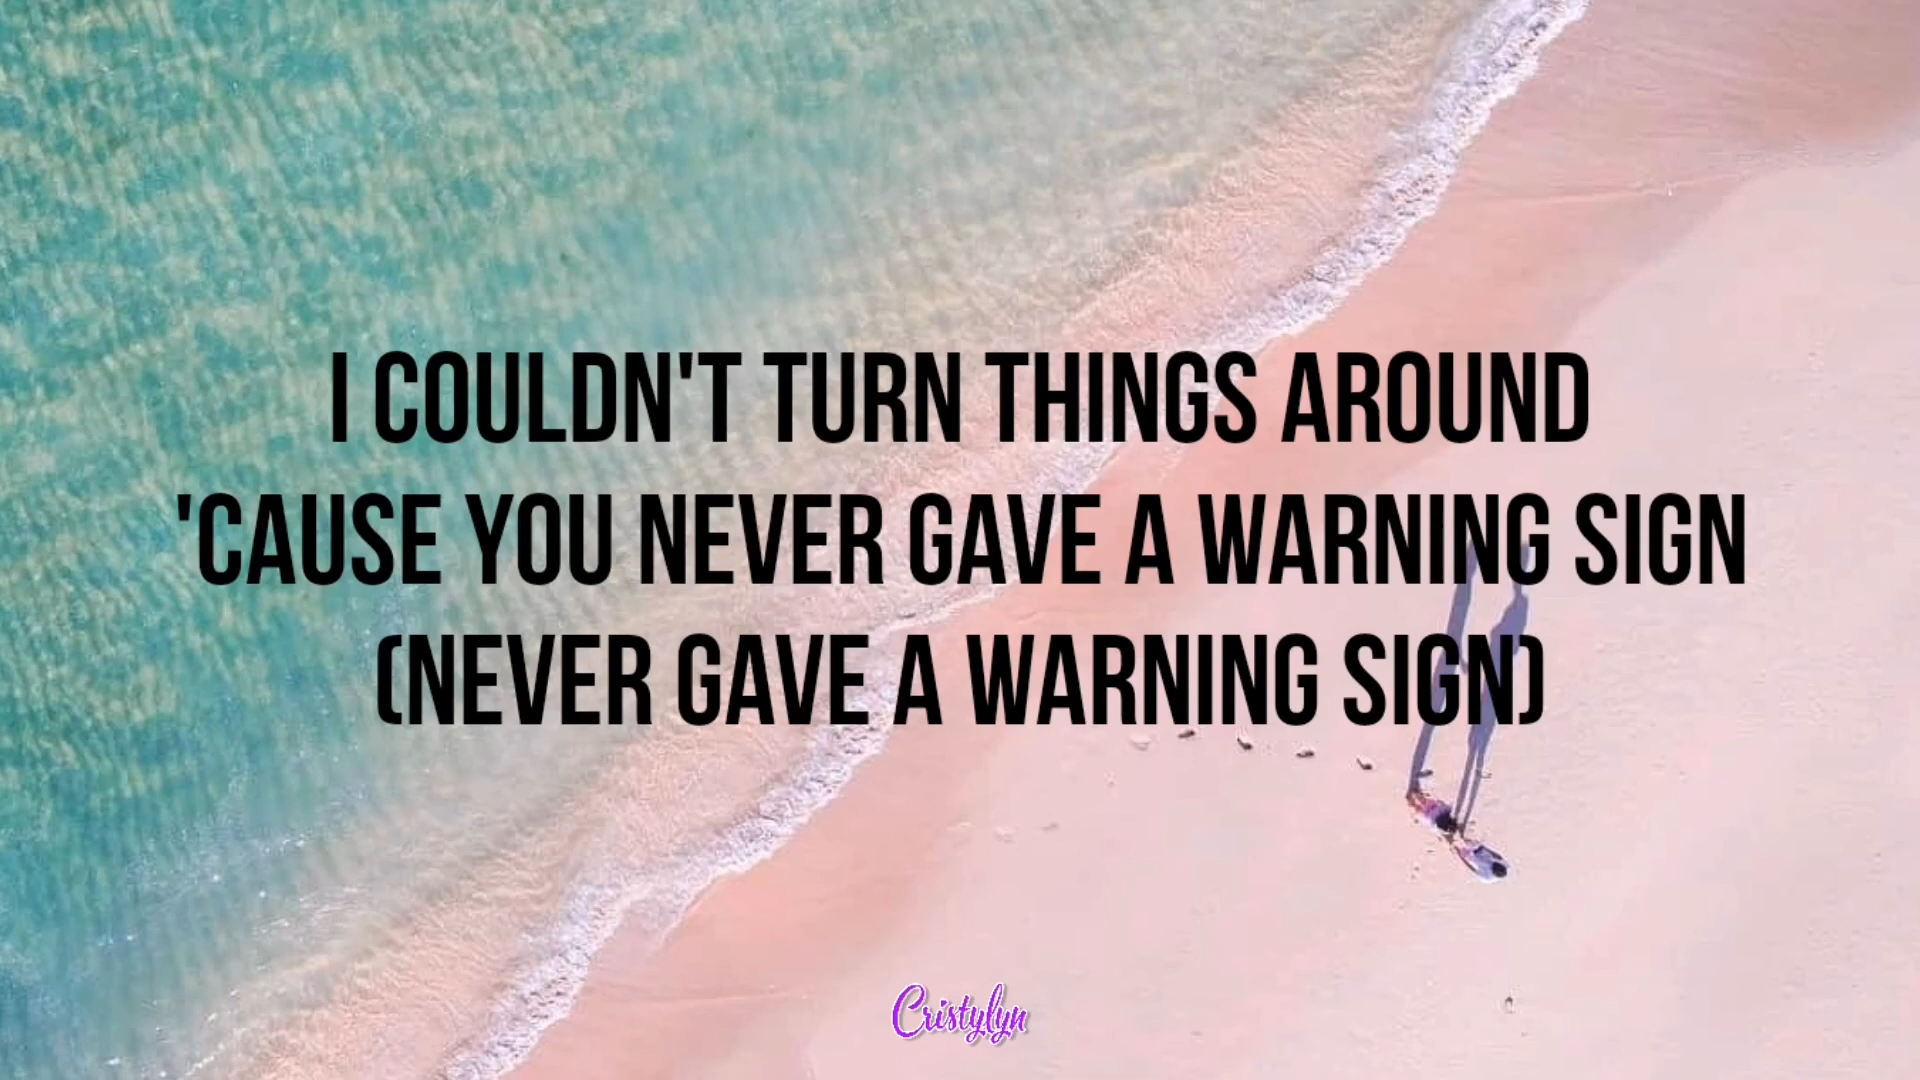 I COULDN'T TURN THINGS AROUND
'CAUSE YOU NEVER GAVE A WARNING SIGN
(NEVER GAVE A WARNING SIGN)
Cristylyn